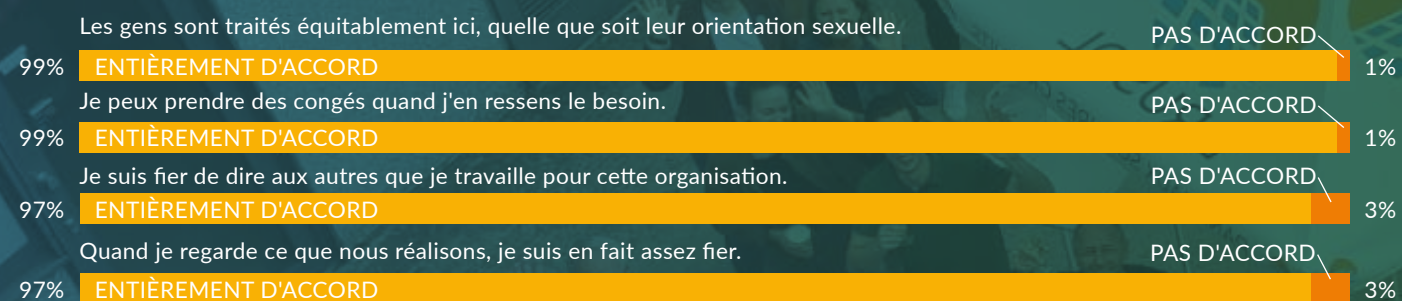 Les gens sont traités équitablement ici, quelle que soit leur orientation sexuelle.
PAS D'ACCORD
99% ENTIÈREMENT D'ACCORD 1%
Je peux prendre des congés quand j'en ressens le besoin.
PAS D'ACCORD
99% ENTIÈREMENT D'ACCORD 1%
Je suis fier de dire aux autres que je travaille pour cette organisation.
PAS D'ACCORD
97% ENTIÈREMENT D'ACCORD 3%
Quand je regarde ce que nous réalisons, je suis en fait assez fier.
PAS D'ACCORD
97% ENTIÈREMENT D'ACCORD 3%